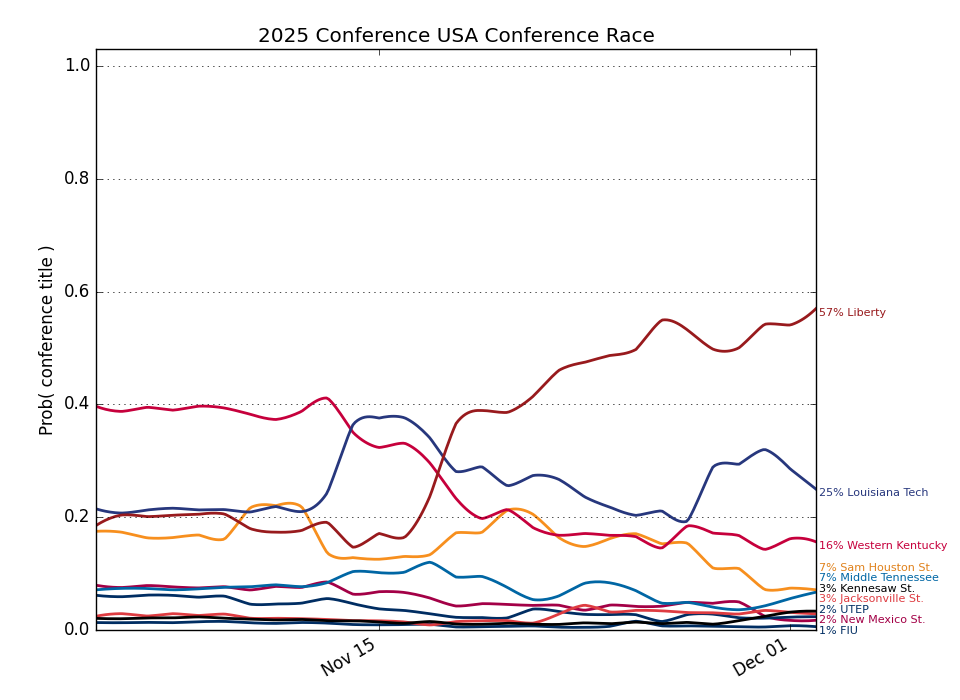 2025 Conference USA Conference Race
1.0
0.8
0.6
0.4
0.2
0.0
Prob( conference title )
Nov 15
Dec 01
57% Liberty
25% Louisiana Tech
16% Western Kentucky
7% Sam Houston St.
7% Middle Tennessee
3% Kennesaw St.
3% Jacksonville St.
2% UTEP
2% New Mexico St.
1% FIU